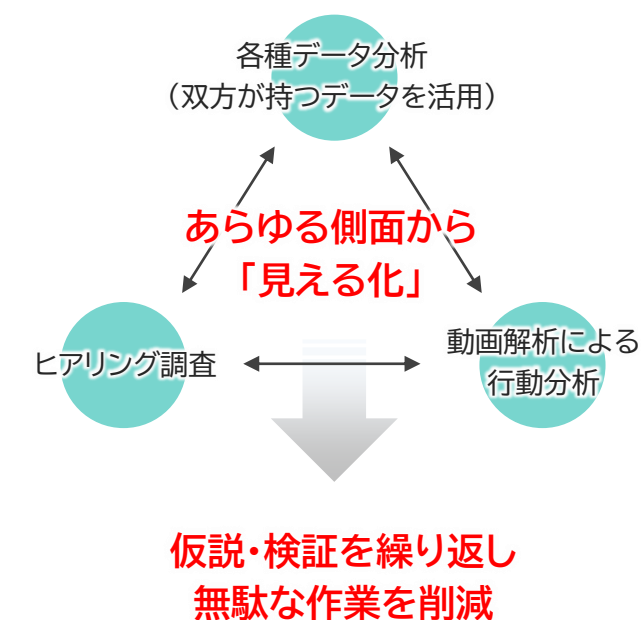 各種データ分析
（双方が持つデータを活用）
あらゆる側面から
「見える化」
ヒアリング調査
動画解析による
行動分析
仮説・検証を繰り返し
無駄な作業を削減